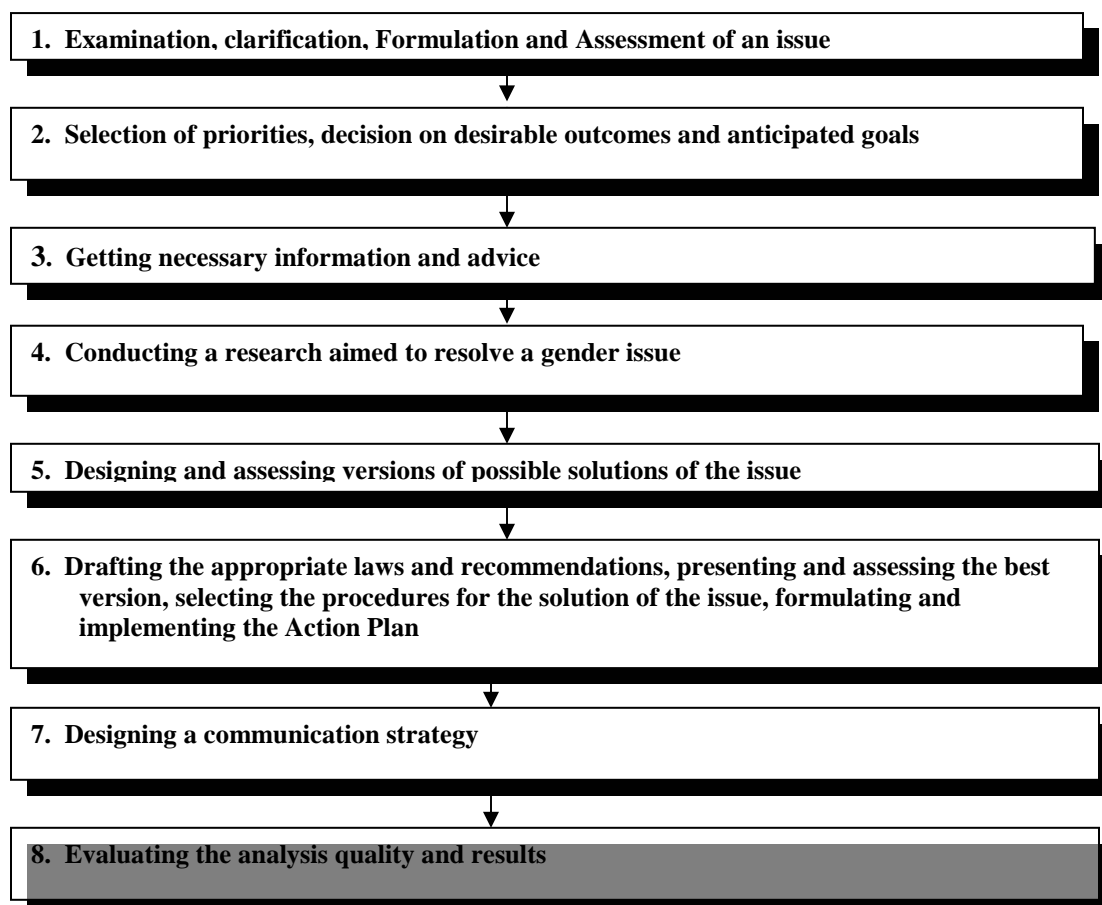 1. Examination, clarification, Formulation and Assessment of an issue
2. Selection of priorities, decision on desirable outcomes and anticipated goals
3. Getting necessary information and advice
4. Conducting a research aimed to resolve a gender issue
5. Designing and assessing versions of possible solutions of the issue
6. Drafting the appropriate laws and recommendations, presenting and assessing the best
version, selecting the procedures for the solution of the issue, formulating and
implementing the Action Plan
7. Designing a communication strategy
8. Evaluating the analysis quality and results